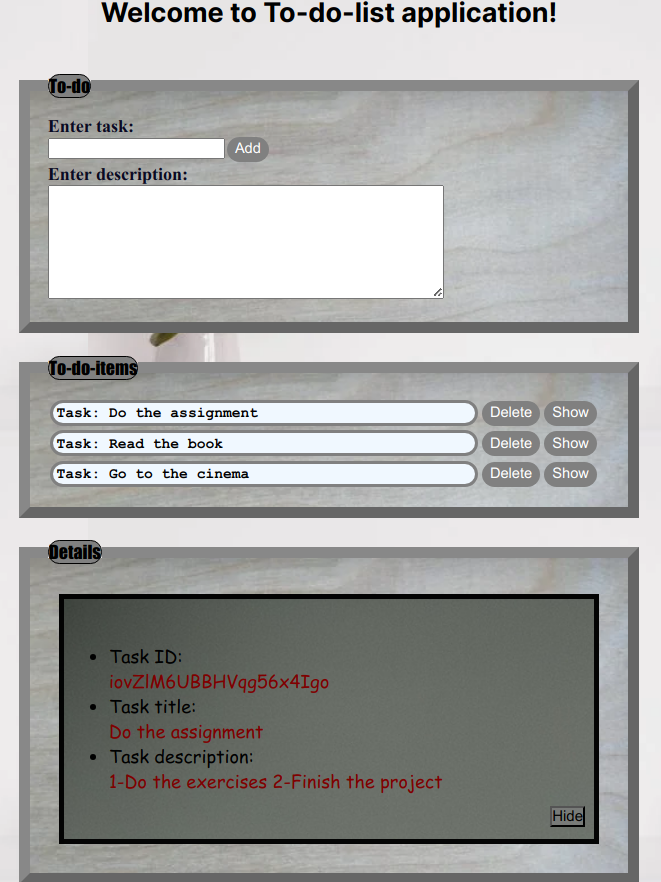 Welcome to To-do-list application!
To-do
Enter task:
Add
Enter description:
To-do-items
Task: Do the assignment Delete Show
Task: Read the book Delete Show
Task: Go to the cinema Delete Show
Details
Task ID:
iovZlM6UBBHVqg56x4Igo
Task title:
Do the assignment
Task description:
1-Do the exercises 2-Finish the project
Hide